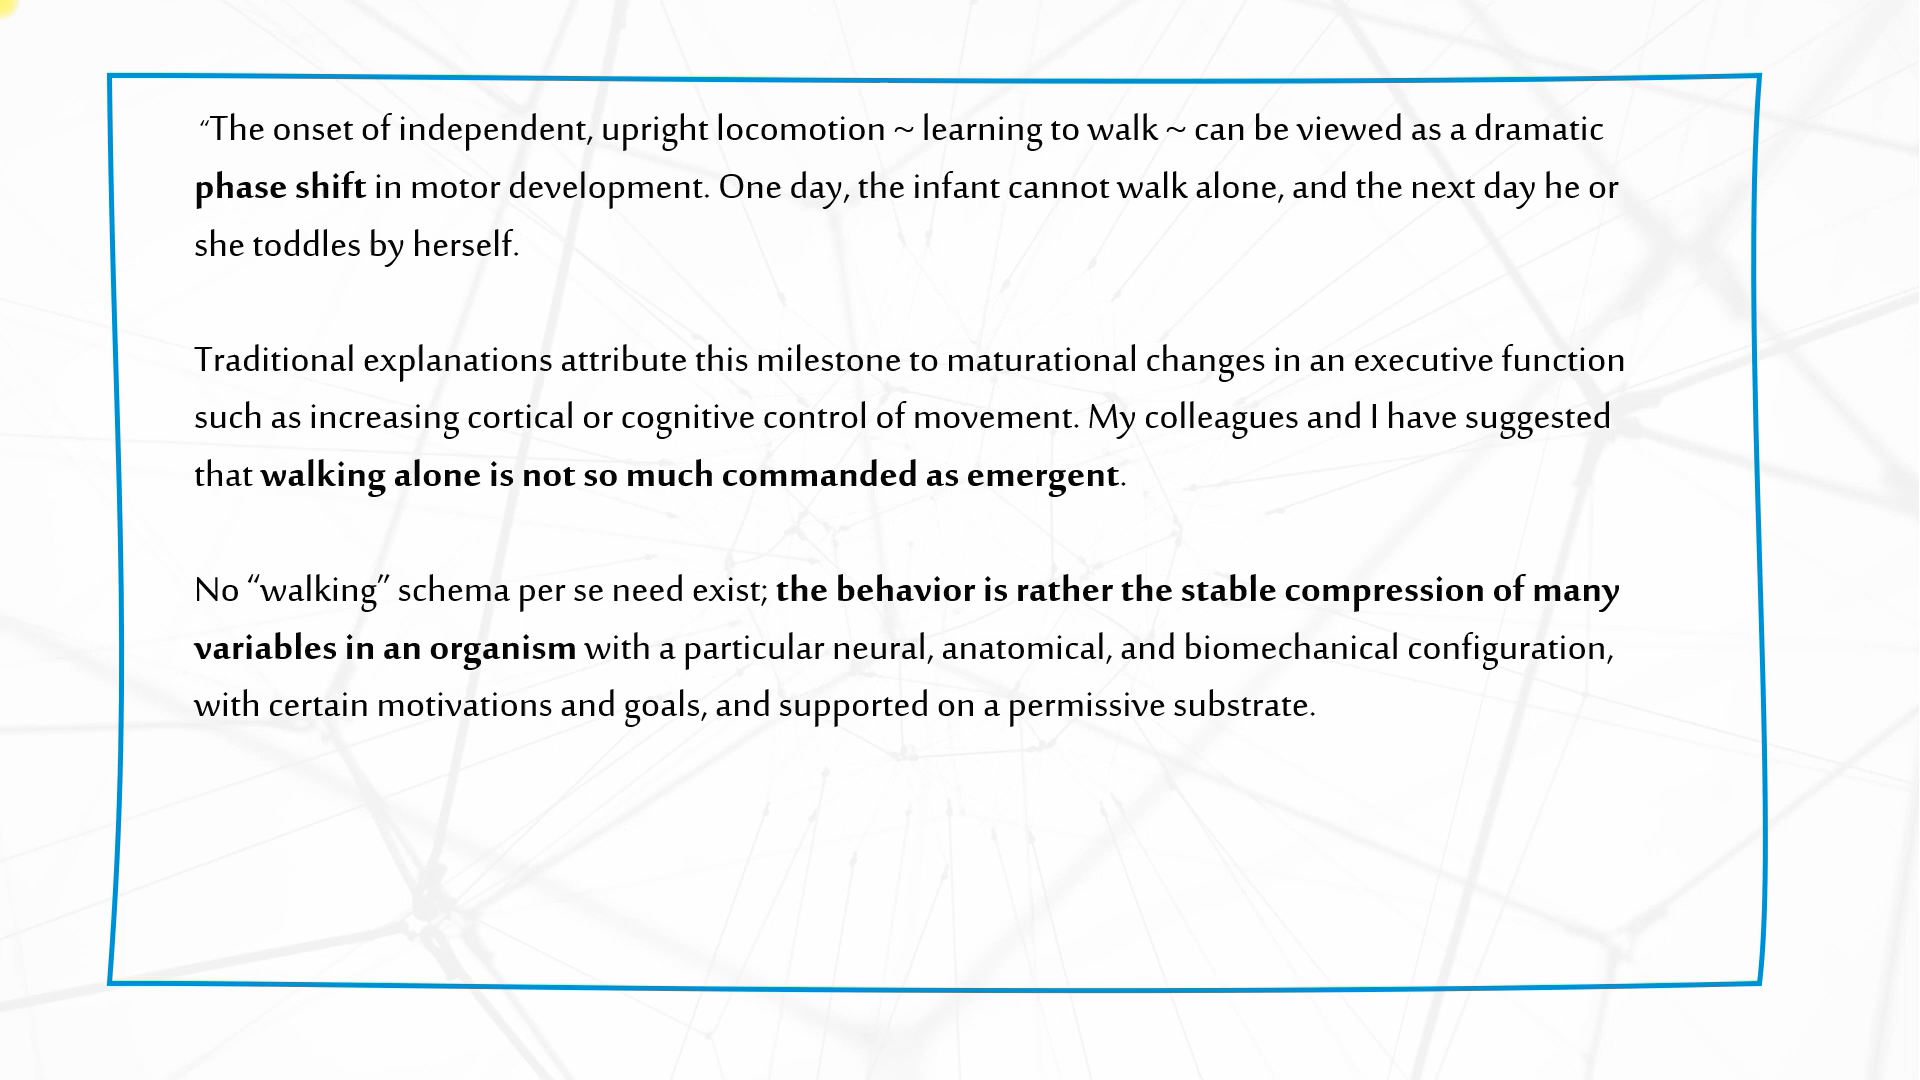 “The onset of independent, upright locomotion ~ learning to walk ~ can be viewed as a dramatic
phase shift in motor development. One day, the infant cannot walk alone, and the next day he or
she toddles by herself.
Traditional explanations attribute this milestone to maturational changes in an executive function
such as increasing cortical or cognitive control of movement. My colleagues and I have suggested
that walking alone is not so much commanded as emergent.
No “walking” schema per se need exist; the behavior is rather the stable compression of many
variables in an organism with a particular neural, anatomical, and biomechanical configuration,
with certain motivations and goals, and supported on a permissive substrate.